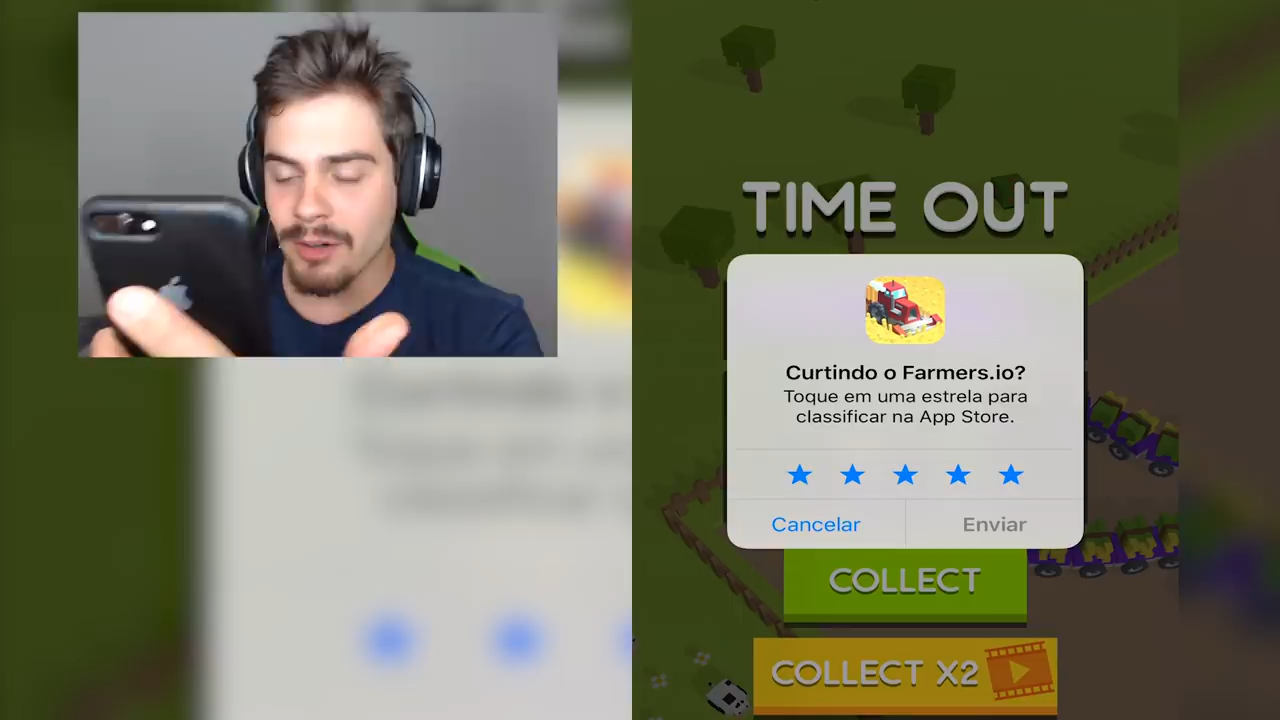 TIME OUT
Curtindo o Farmers.io?
Toque em uma estrela para
classificar na App Store.
Cancelar
Enviar
COLLECT
COLLECT X2